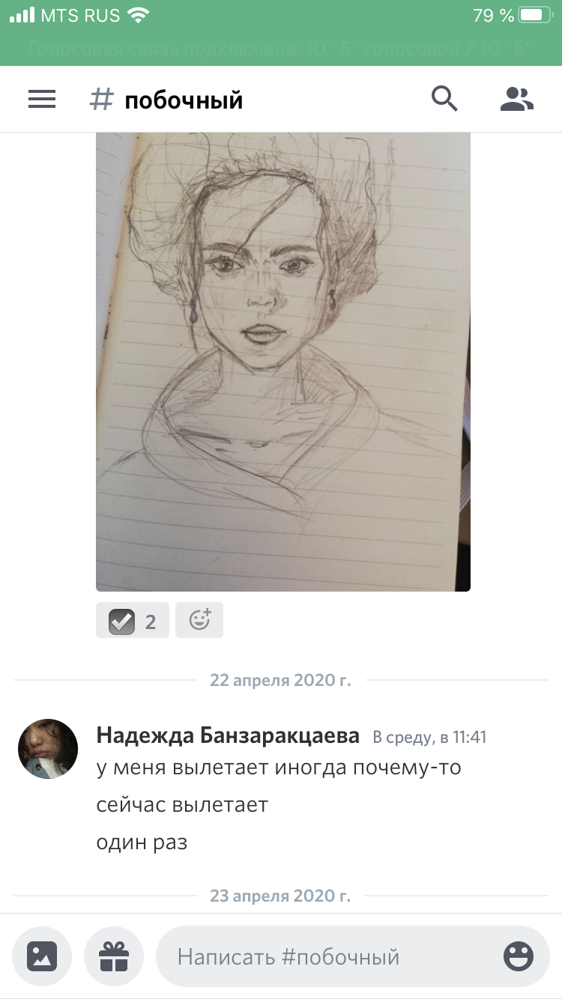 MTS RUS
79 %
Голосовая связь подключена: 10 "Б" голосовой / 10 "Б"
# побочный
2
22 апреля 2020 г.
Надежда Банзаракцаева В среду, в 11:41
у меня вылетает иногда почему-то
сейчас вылетает
один раз
23 апреля 2020 г.
Написать #побочный